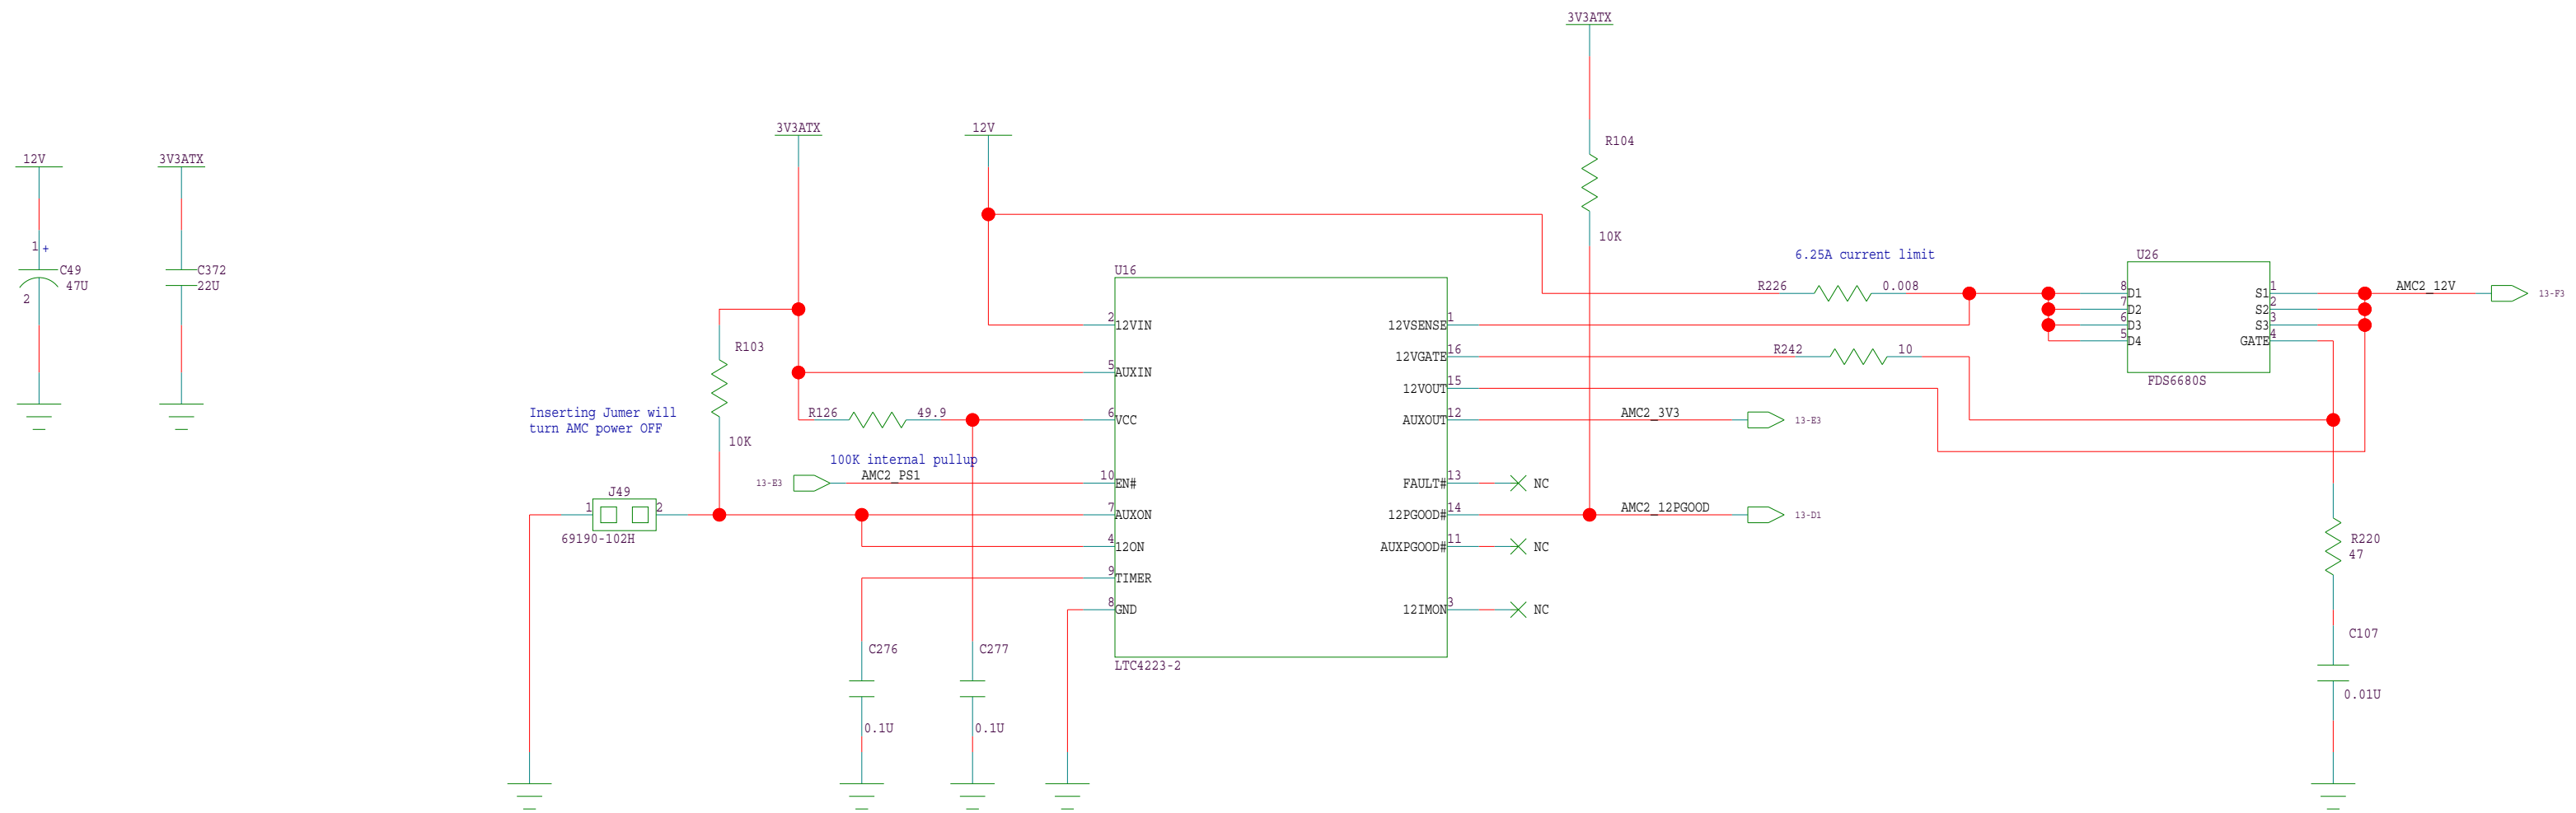 3V3ATX
R104
10K
12V
1
+
C49
47U
2
3V3ATX
C372
22U
3V3ATX
12V
R103
10K
Inserting Jumer will
turn AMC power OFF
R126
49.9
100K internal pullup
13-E3
AMC2_PS1
J49
1
2
69190-102H
C276
0.1U
C277
0.1U
U16
2
12VIN
5
AUXIN
6
VCC
10
EN#
7
AUXON
4
12ON
9
TIMER
8
GND
12VSENSE
1
12VGATE
16
12VOUT
15
AUXOUT
12
FAULT#
13
12PGOOD#
14
AUXPGOOD#
11
12IMON
3
LTC4223-2
AMC2_3V3
13-E3
NC
AMC2_12PGOOD
13-D1
NC
NC
6.25A current limit
R226
0.008
R242
10
U26
8
D1
7
D2
6
D3
5
D4
S1
1
S2
2
S3
3
GATE
4
FDS6680S
AMC2_12V
13-F3
R220
47
C107
0.01U